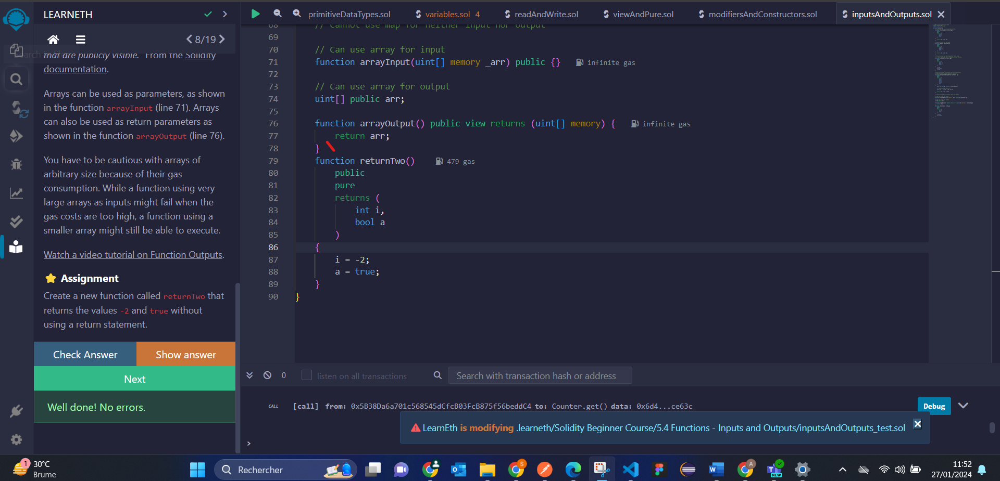 LEARNETH
8/19
that are publicly visible." From the Solidity
documentation.
Arrays can be used as parameters, as shown
in the function arrayInput (line 71). Arrays
can also be used as return parameters as
shown in the function arrayOutput (line 76).
You have to be cautious with arrays of
arbitrary size because of their gas
consumption. While a function using very
large arrays as inputs might fail when the
gas costs are too high, a function using a
smaller array might still be able to execute.
Watch a video tutorial on Function Outputs.
Assignment
Create a new function called returnTwo that
returns the values -2 and true without
using a return statement.
Check Answer Show answer
Next
Well done! No errors.
primitiveDataTypes.sol variables.sol 4 readAndWrite.sol viewAndPure.sol modifiersAndConstructors.sol inputsAndOutputs.sol
68 // Cannot use map for neither input nor output
69
70 // Can use array for input
71 function arrayInput(uint[] memory _arr) public {} infinite gas
72
73 // Can use array for output
74 uint[] public arr;
75
76 function arrayOutput() public view returns (uint[] memory) { infinite gas
77 return arr;
78 }
79 function returnTwo() 479 gas
80 public
81 pure
82 returns (
83 int i,
84 bool a
85 )
86 {
87 i = -2;
88 a = true;
89 }
90 }
0 listen on all transactions Search with transaction hash or address
CALL [call] from: 0x5B38Da6a701c568545dCfcB03FcB875f56beddC4 to: Counter.get() data: 0x6d4...ce63c Debug
LearnEth is modifying .learneth/Solidity Beginner Course/5.4 Functions - Inputs and Outputs/inputsAndOutputs_test.sol
>
1 30°C
Brume
Rechercher
NEW
11:52
27/01/2024